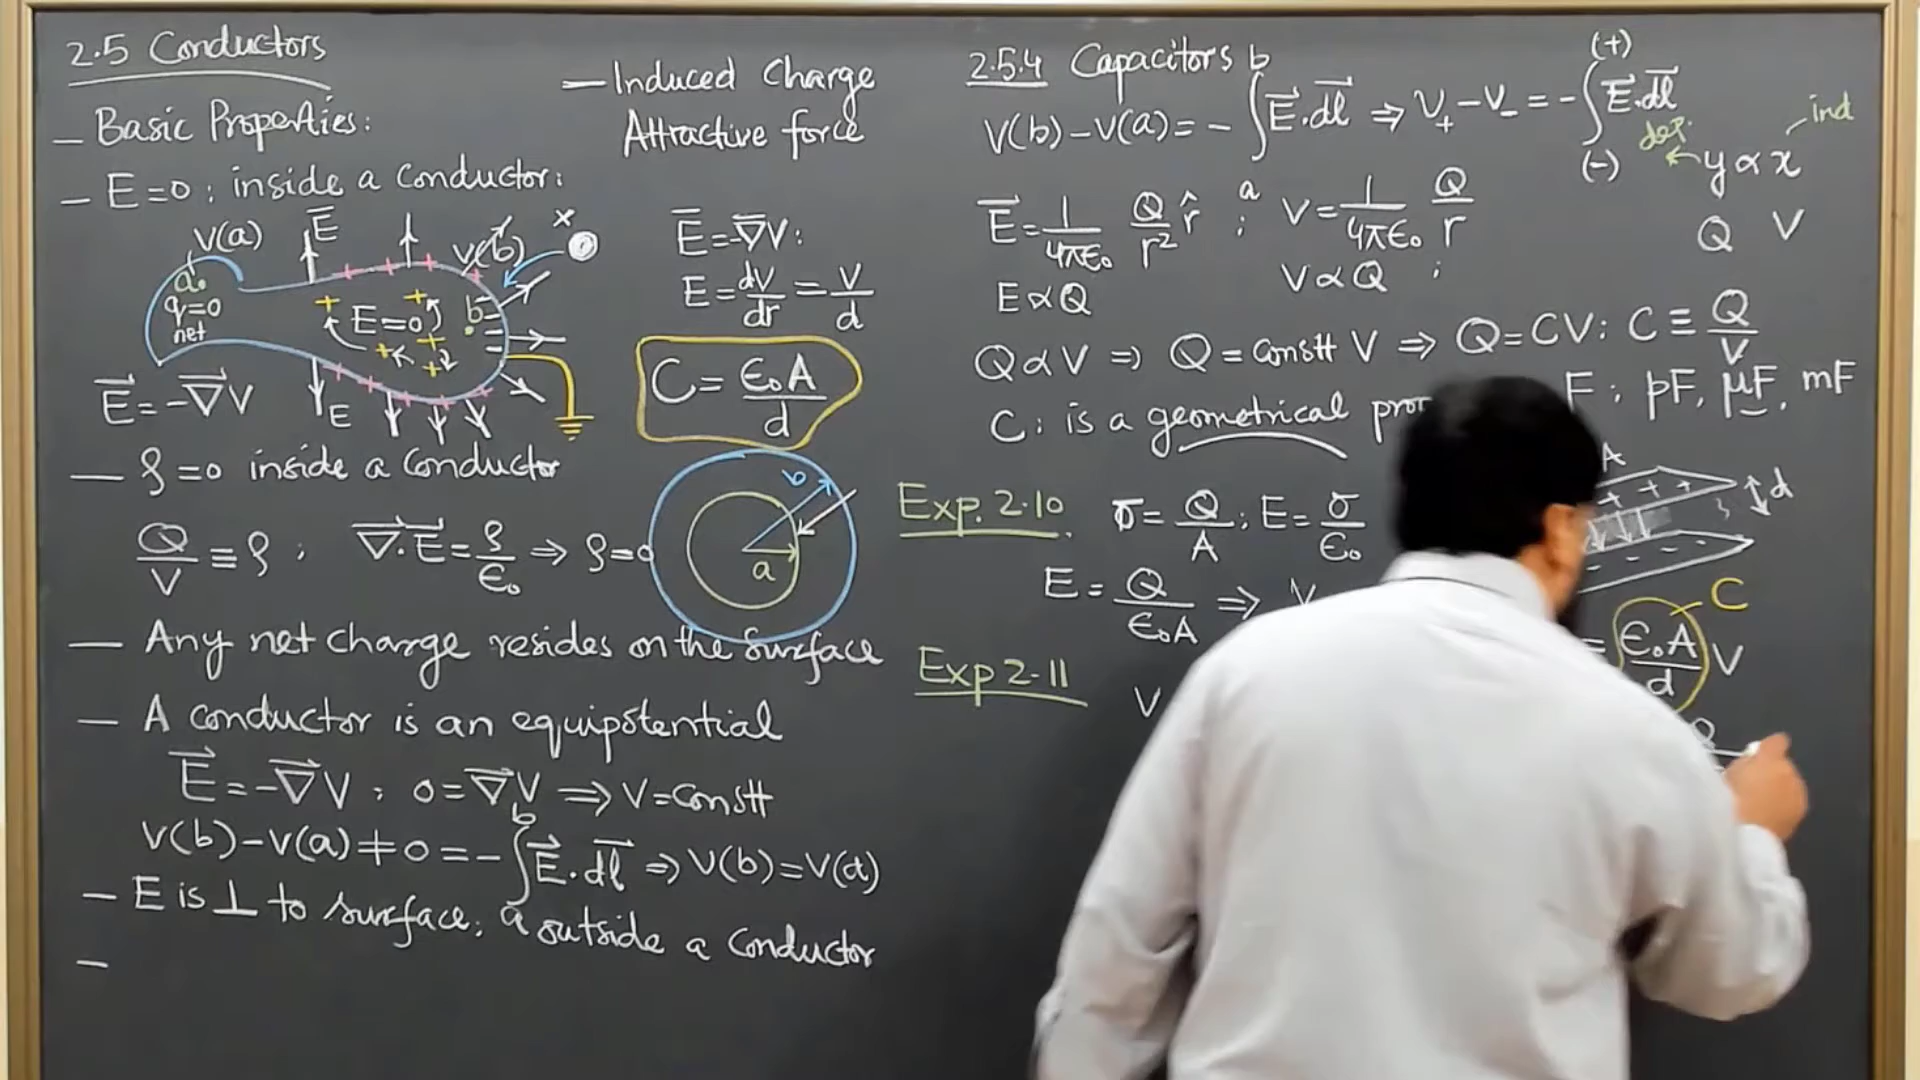 2.5 Conductors
— Basic Properties:
— E=0 : inside a conductor:
V(a)
E̅
V(b)
x
a.
q=0
net
E=0
b
E
E⃗ = -∇⃗V
— Induced Charge
Attractive force
E̅ = -∇̅V :
E = dV/dr = V/d
C = ϵ₀A/d
— ρ=0 inside a conductor
Q/V ≡ ρ ; ∇⃗.E⃗ = ρ/ϵ₀ ⇒ ρ=0
b
a
— Any net charge resides on the surface
— A conductor is an equipotential
E⃗ = -∇⃗V ; 0 = ∇⃗V ⇒ V=Constt
V(b)-V(a)≠0 = -∫ₐᵇ E⃗.dl⃗ ⇒ V(b)=V(a)
— E is ⊥ to surface; outside a conductor
—
2.5.4 Capacitors
V(b)-V(a) = -∫ₐᵇ E⃗.dl⃗ ⇒ V₊-V₋ = -∫₍₋₎⁽⁺⁾ E⃗.dl⃗
ind
dep.
y ∝ x
Q V
E⃗ = 1/4πϵ₀ Q/r² r̂ ; V = 1/4πϵ₀ Q/r
E ∝ Q
V ∝ Q ;
Q ∝ V ⇒ Q = Constt V ⇒ Q = CV : C ≡ Q/V
C : is a geometrical
F ; pF, μF, mF
A
+ + +
d
- - -
Exp. 2.10
σ = Q/A ; E = σ/ϵ₀
E = Q/ϵ₀A ⇒ V
= ϵ₀A/d V
C
Exp 2-11
V